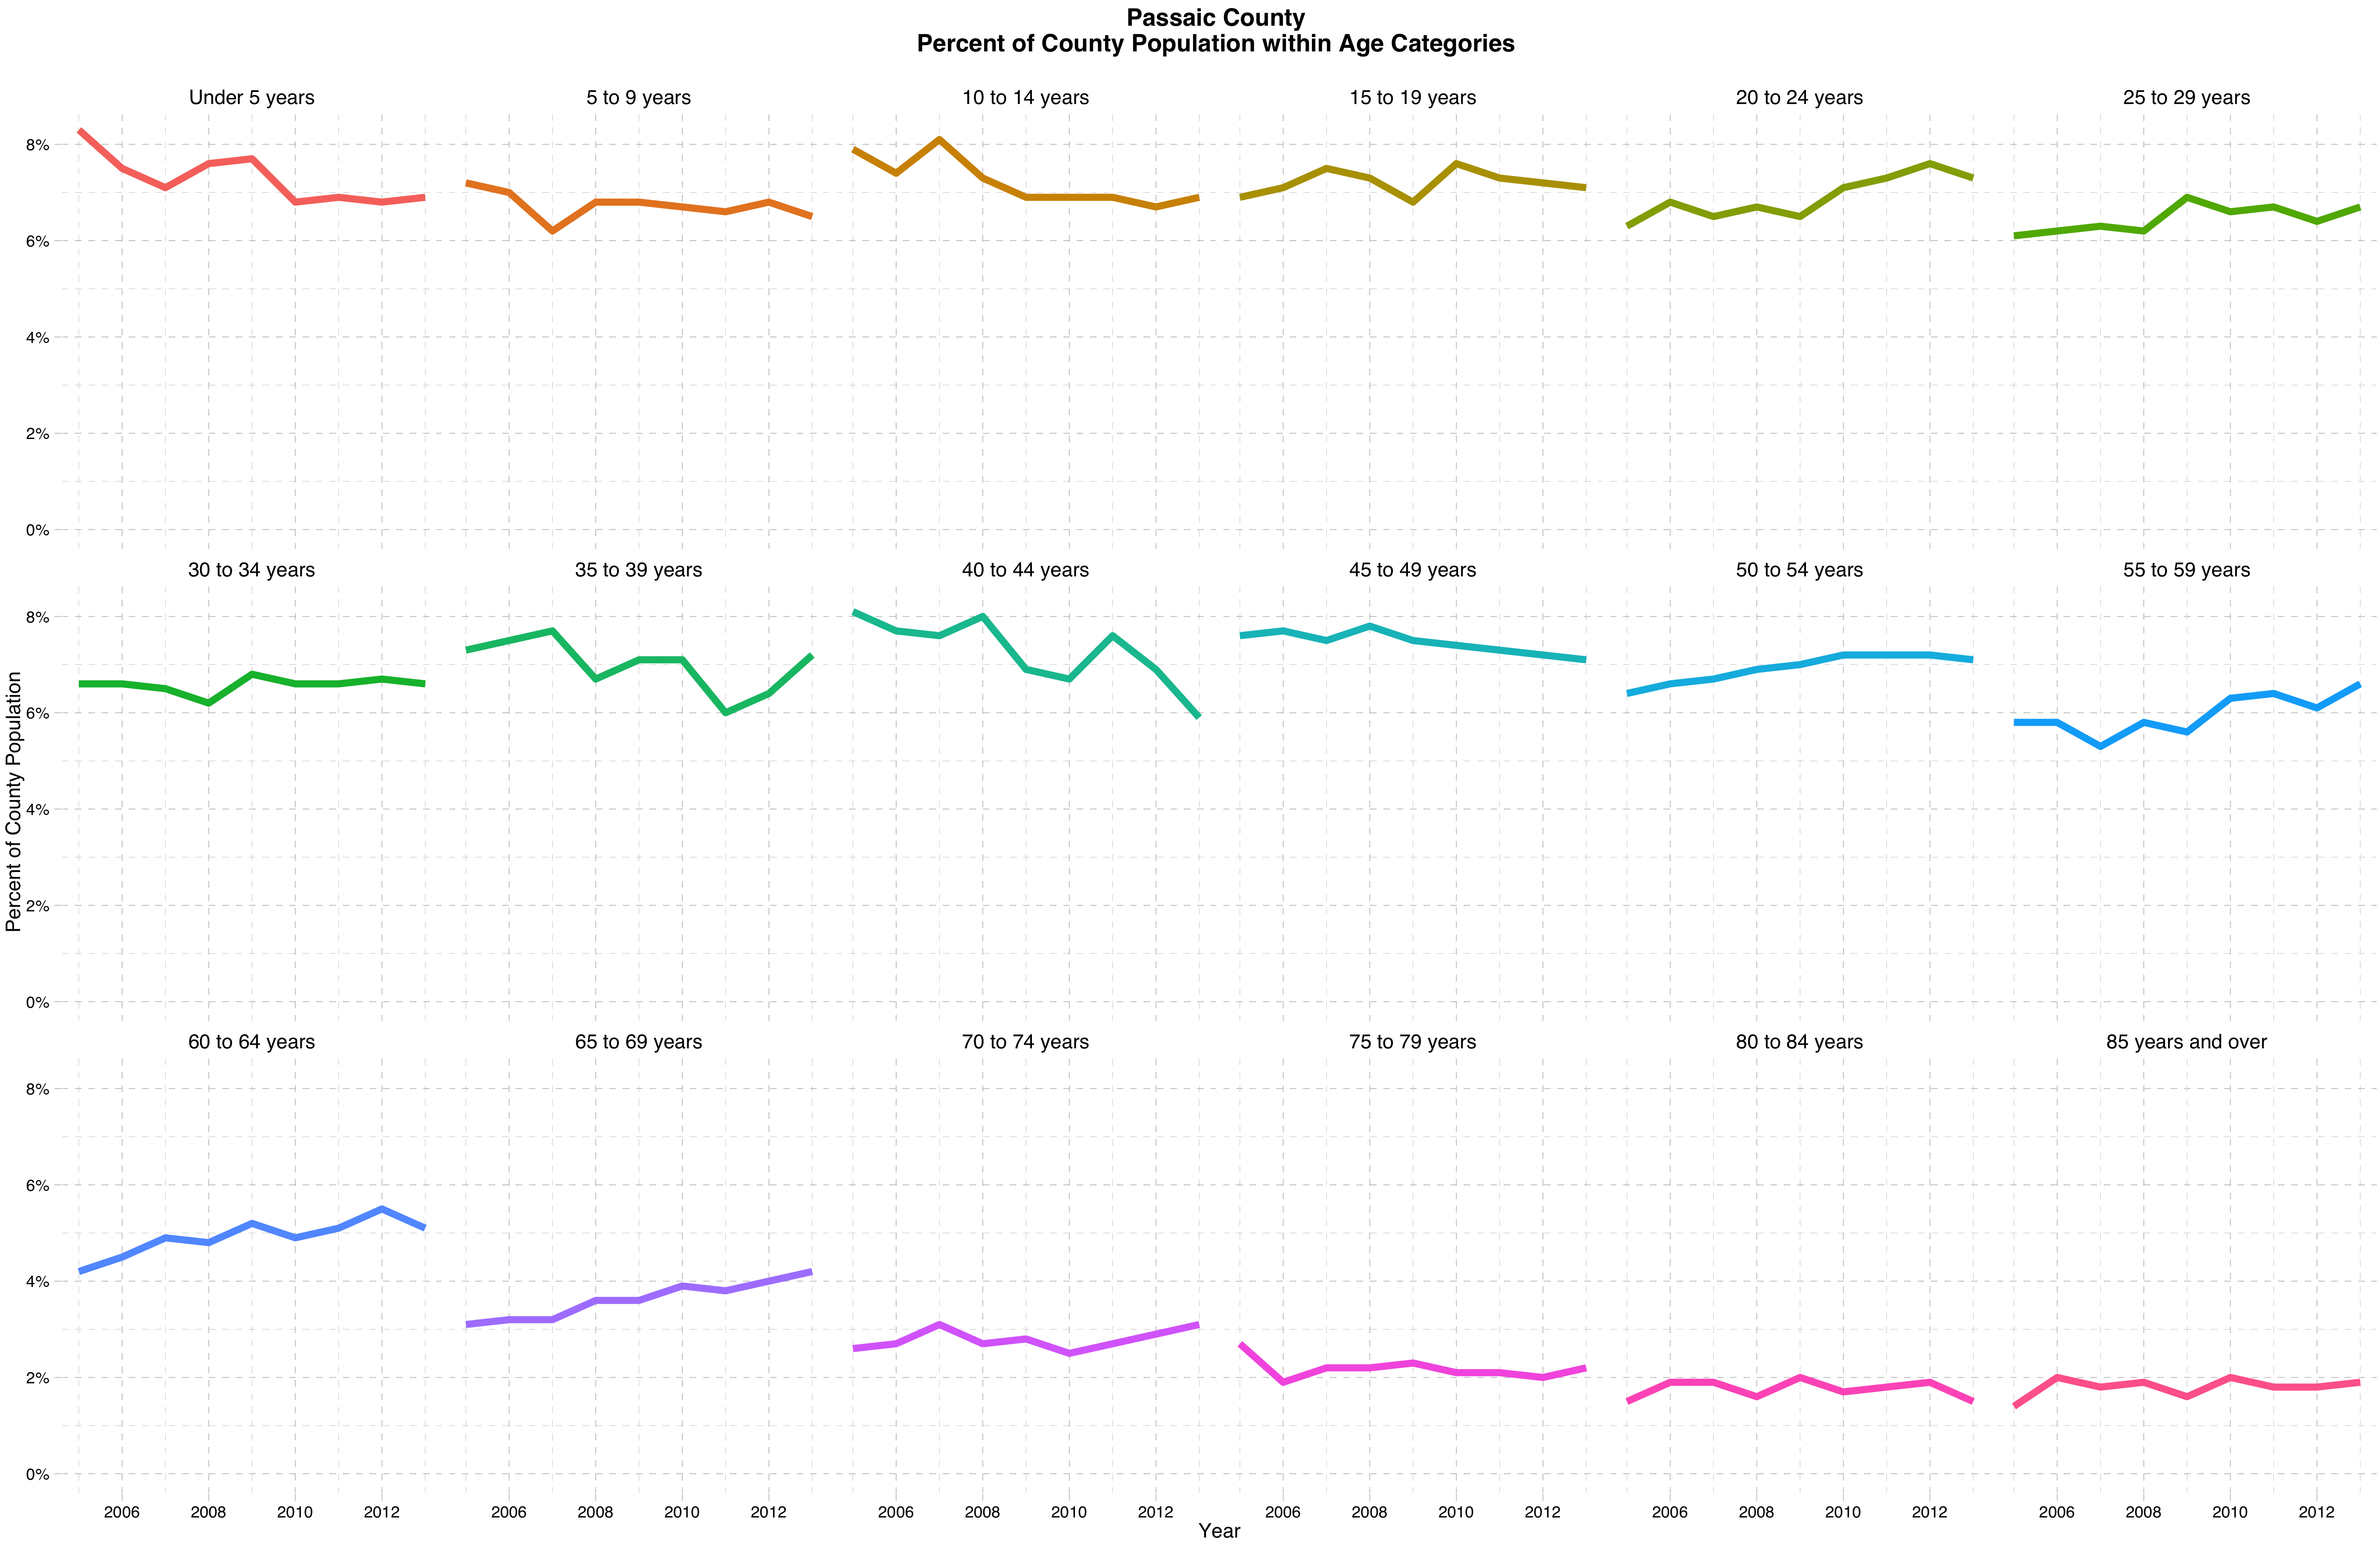 Passaic County
Percent of County Population within Age Categories
Under 5 years 5 to 9 years 10 to 14 years 15 to 19 years 20 to 24 years 25 to 29 years
8%
6%
4%
2%
0%
30 to 34 years 35 to 39 years 40 to 44 years 45 to 49 years 50 to 54 years 55 to 59 years
8%
6%
4%
2%
0%
Percent of County Population
60 to 64 years 65 to 69 years 70 to 74 years 75 to 79 years 80 to 84 years 85 years and over
8%
6%
4%
2%
0%
2006 2008 2010 2012 2006 2008 2010 2012 2006 2008 2010 2012 2006 2008 2010 2012 2006 2008 2010 2012 2006 2008 2010 2012
Year